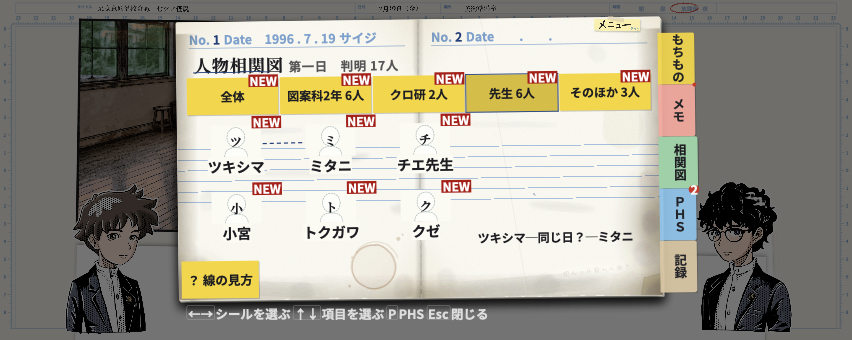 No. 1 Date 1996 . 7 . 19 サイジ
No. 2 Date . .
メニュー
人物相関図 第一日 判明 17人
NEW NEW NEW NEW NEW
全体 図案科2年 6人 クロ研 2人 先生 6人 そのほか 3人
NEW NEW NEW
ツ ミ チ
ツキシマ ミタニ チエ先生
NEW NEW NEW
小 ト ク
小宮 トクガワ クゼ
ツキシマ─同じ日?─ミタニ
? 線の見方
もちもの
メモ
相関図
2
PHS
記録
←→ シールを選ぶ ↑↓ 項目を選ぶ P PHS Esc 閉じる